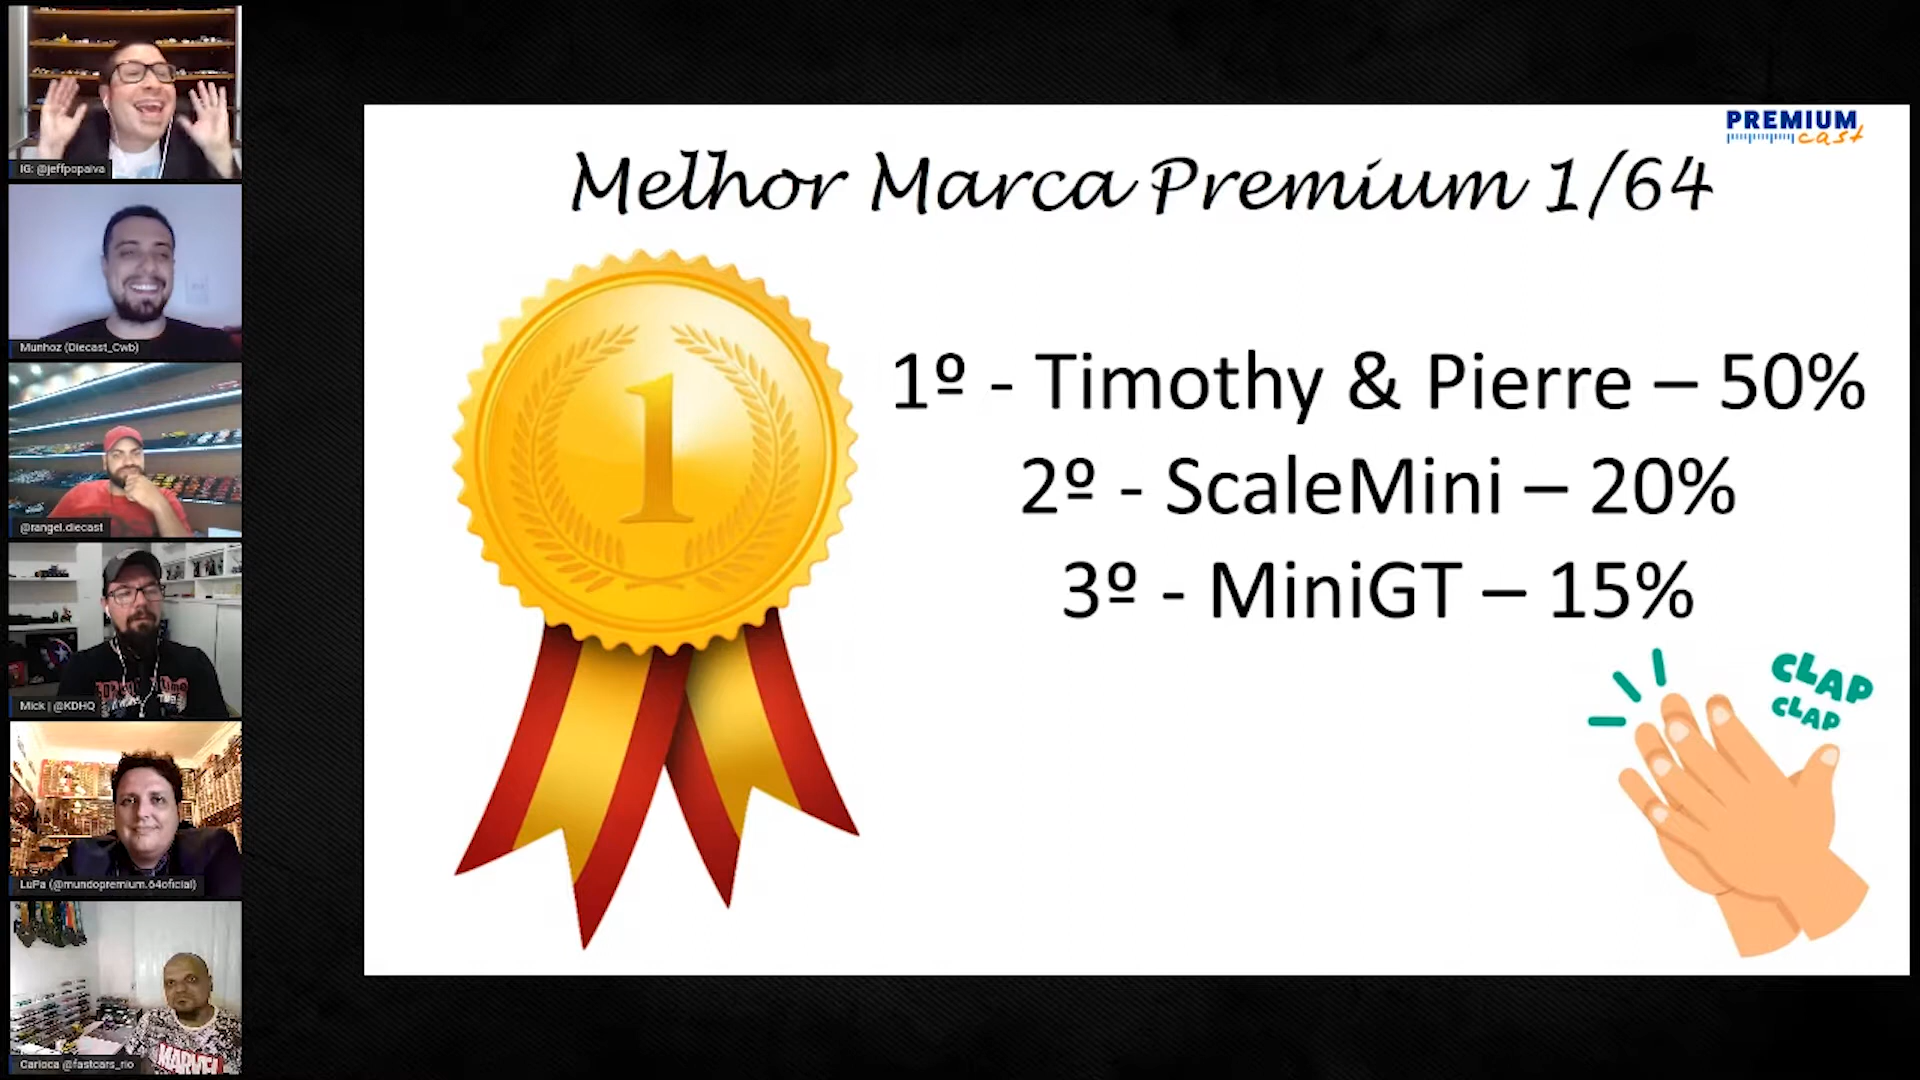 IG: @jeffpopaiva
Munhoz (Diecast_Cwb)
@rangel.diecast
Mick | @KDHQ
LuPa (@mundopremium.64oficial)
MARVEL
Carioca @fastcars_rio
PREMIUM
cast
Melhor Marca Premium 1/64
1
1º - Timothy & Pierre – 50%
2º - ScaleMini – 20%
3º - MiniGT – 15%
CLAP
CLAP